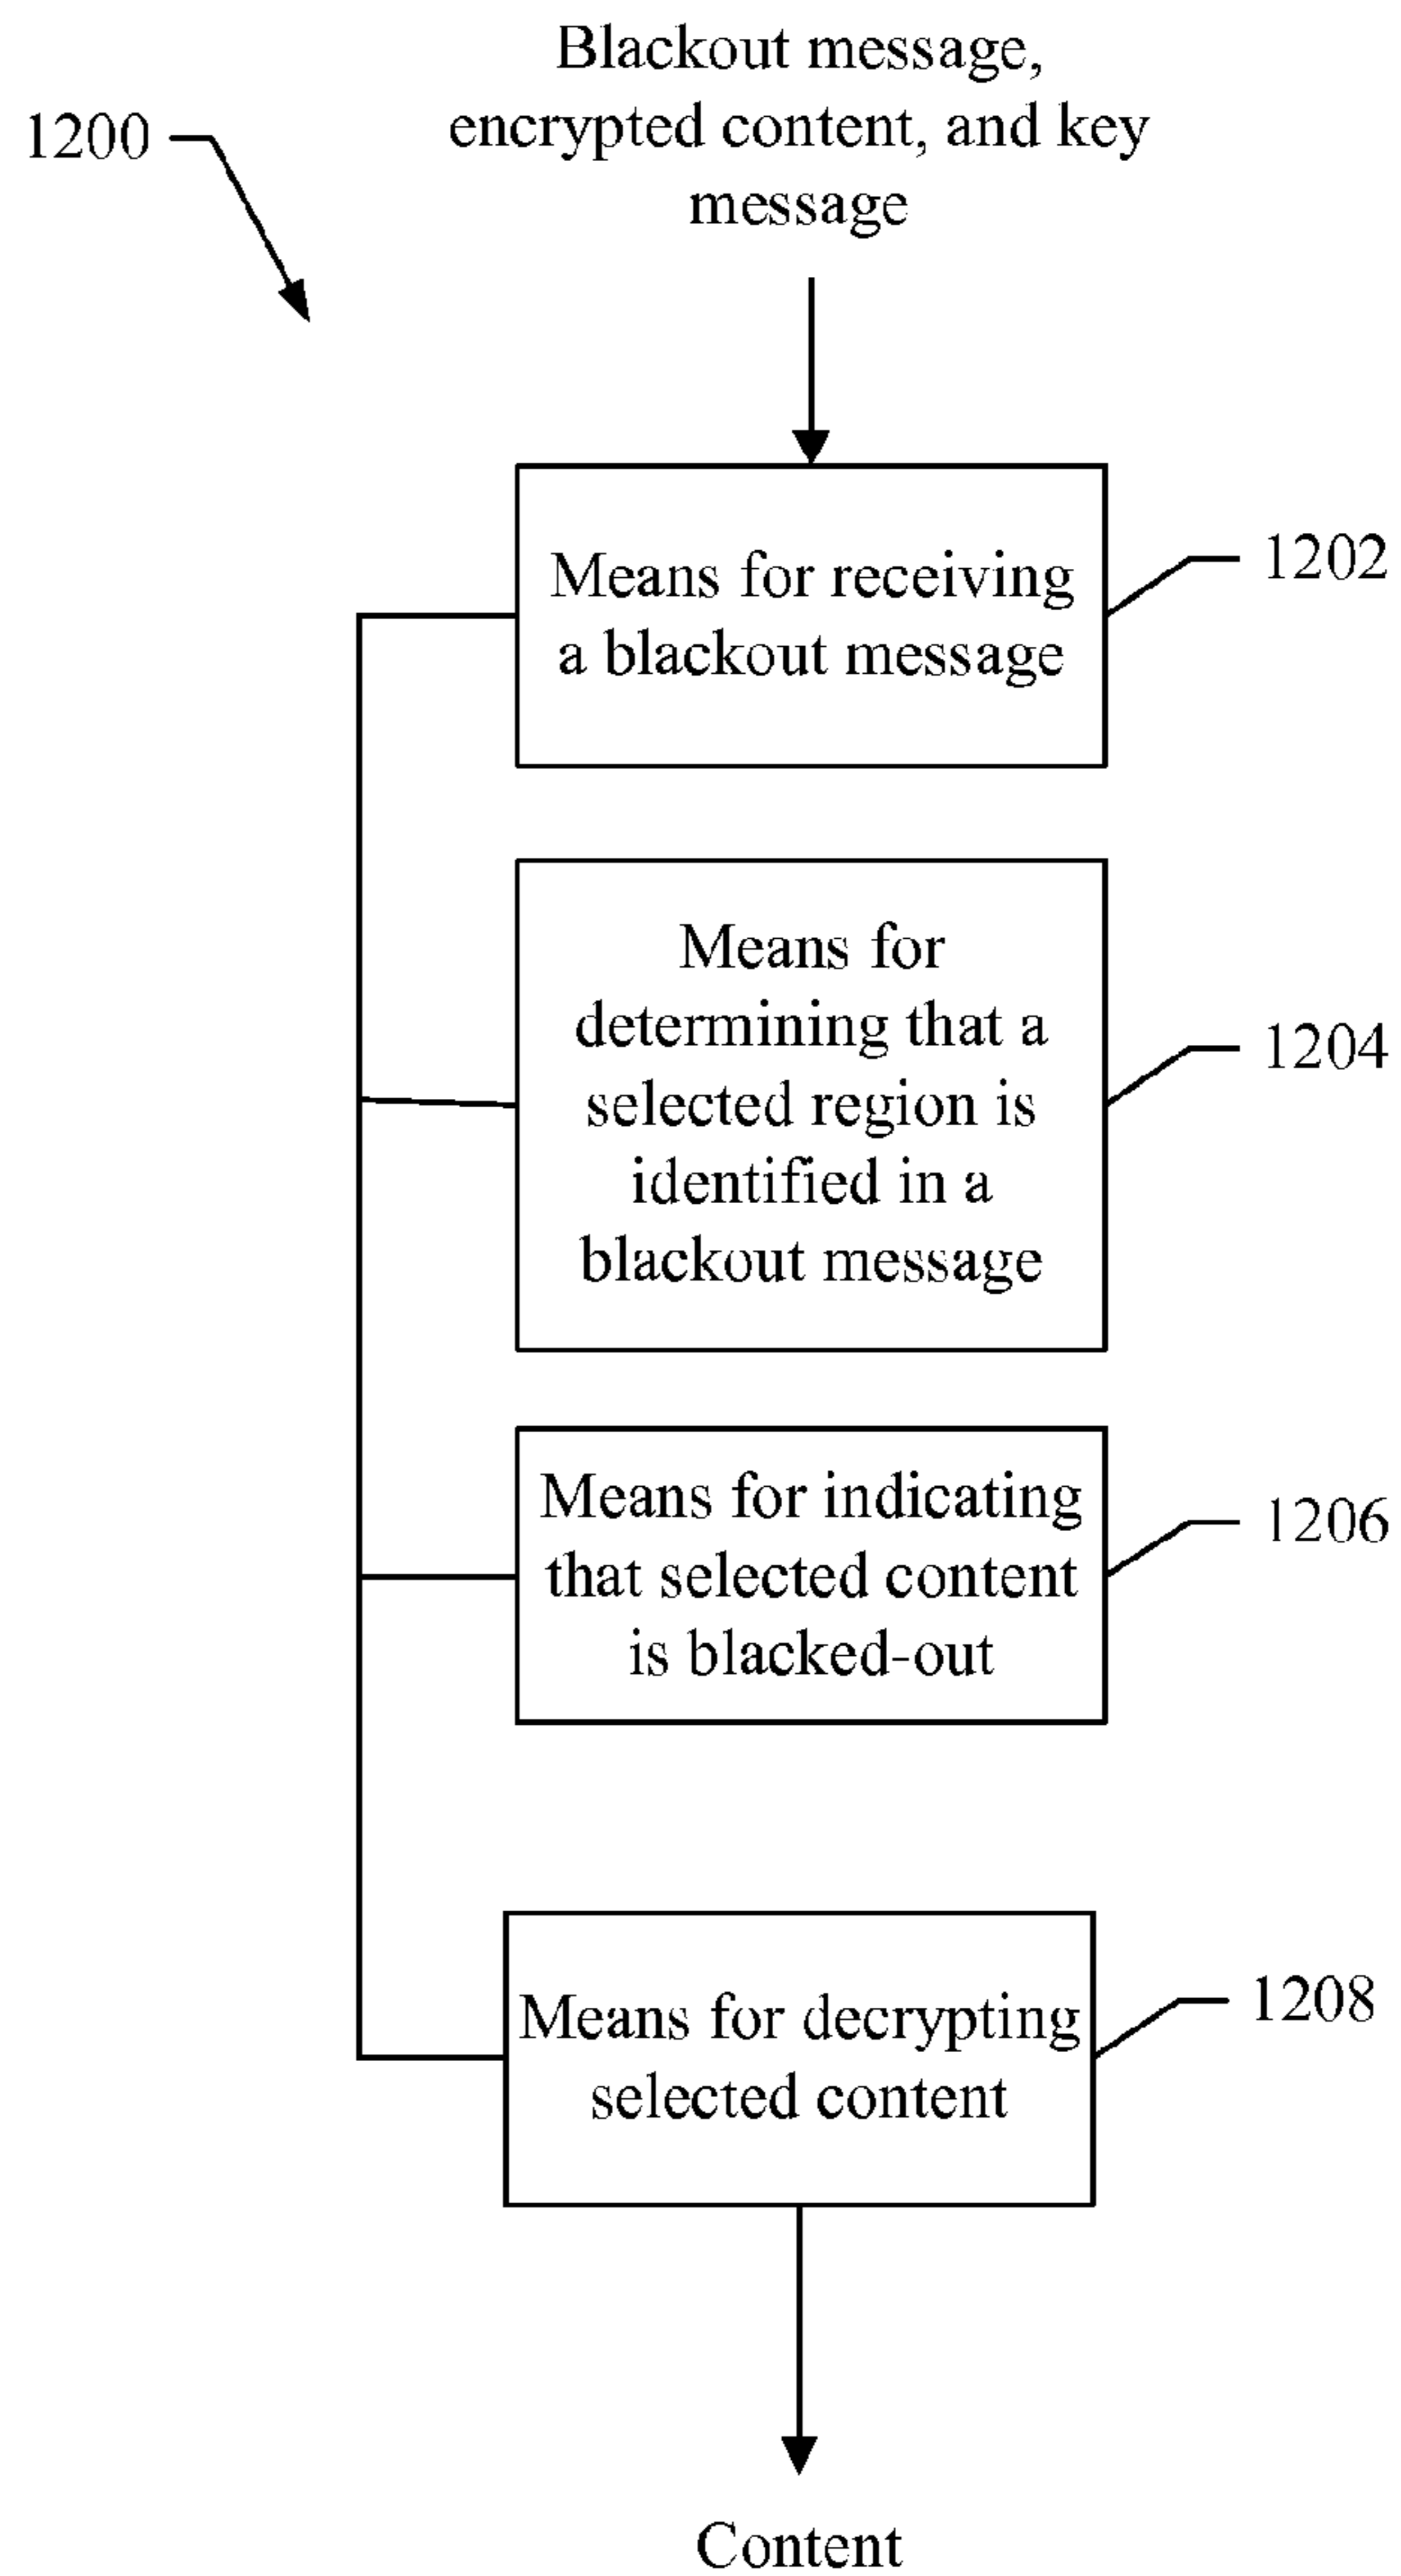 Blackout message,
encrypted content, and key
message
1200
Means for receiving
a blackout message
1202
Means for
determining that a
selected region is
identified in a
blackout message
1204
Means for indicating
that selected content
is blacked-out
1206
Means for decrypting
selected content
1208
Content